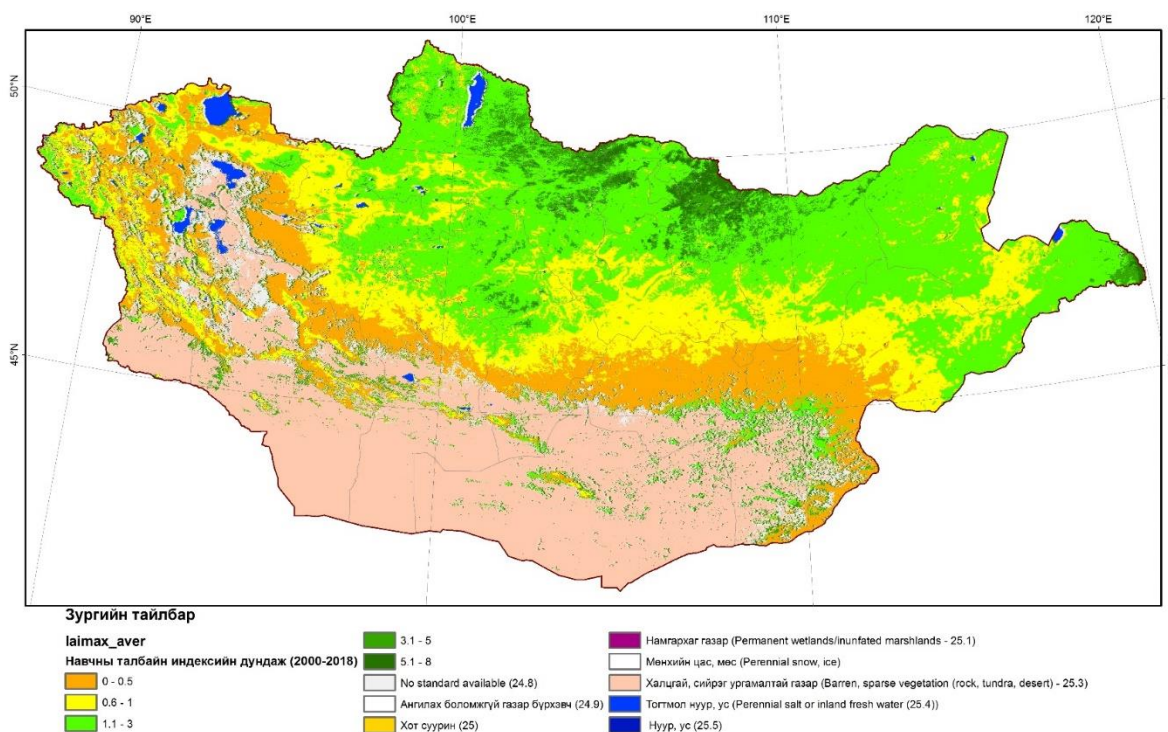 90°E
100°E
110°E
120°E
50°N
45°N
Зургийн тайлбар
laimax_aver
Навчны талбайн индексийн дундаж (2000-2018)
0 - 0.5
0.6 - 1
1.1 - 3
3.1 - 5
5.1 - 8
No standard available (24.8)
Ангилах боломжгүй газар бүрхэвч (24.9)
Хот суурин (25)
Намгархаг газар (Permanent wetlands/inunfated marshlands - 25.1)
Мөнхийн цас, мөс (Perennial snow, ice)
Халцгай, сийрэг ургамалтай газар (Barren, sparse vegetation (rock, tundra, desert) - 25.3)
Тогтмол нуур, ус (Perennial salt or inland fresh water (25.4))
Нуур, ус (25.5)